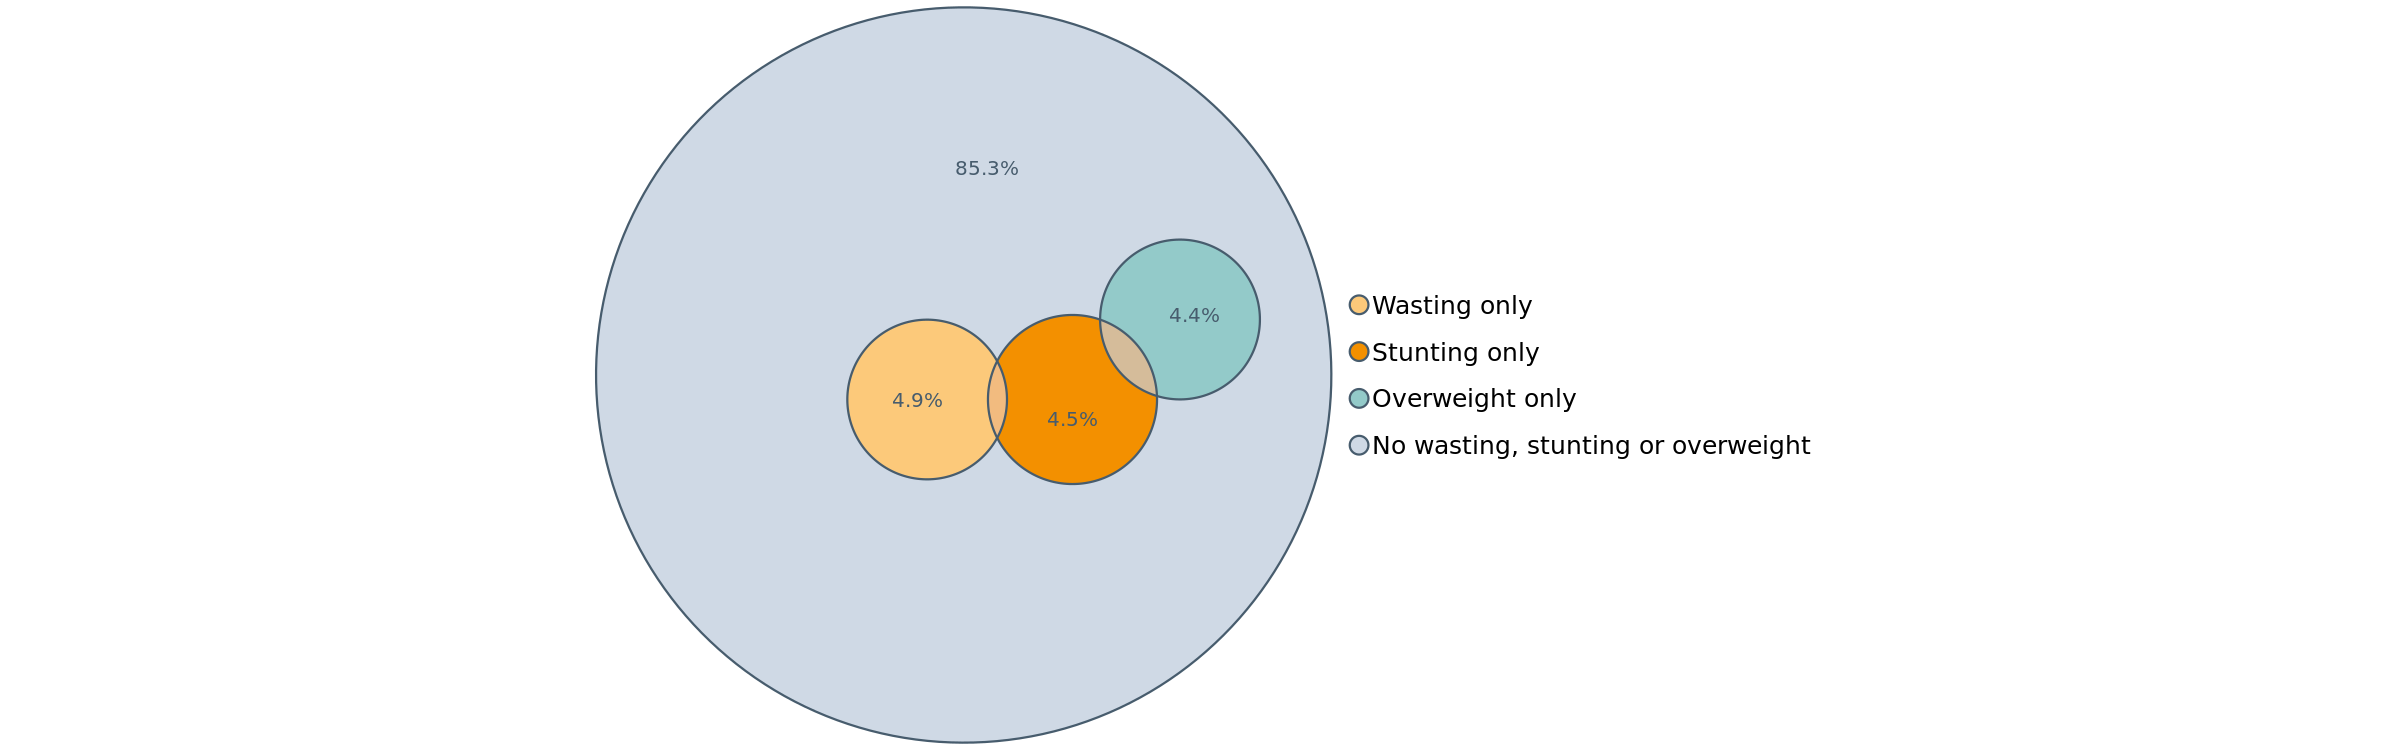 85.3%
4.4%
4.9%
4.5%
Wasting only
Stunting only
Overweight only
No wasting, stunting or overweight